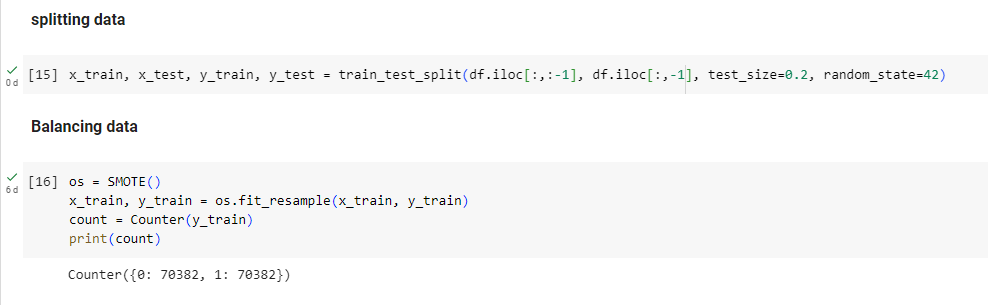 splitting data
0 d
[15] x_train, x_test, y_train, y_test = train_test_split(df.iloc[:,:-1], df.iloc[:,-1], test_size=0.2, random_state=42)
Balancing data
6 d
[16] os = SMOTE()
x_train, y_train = os.fit_resample(x_train, y_train)
count = Counter(y_train)
print(count)
Counter({0: 70382, 1: 70382})